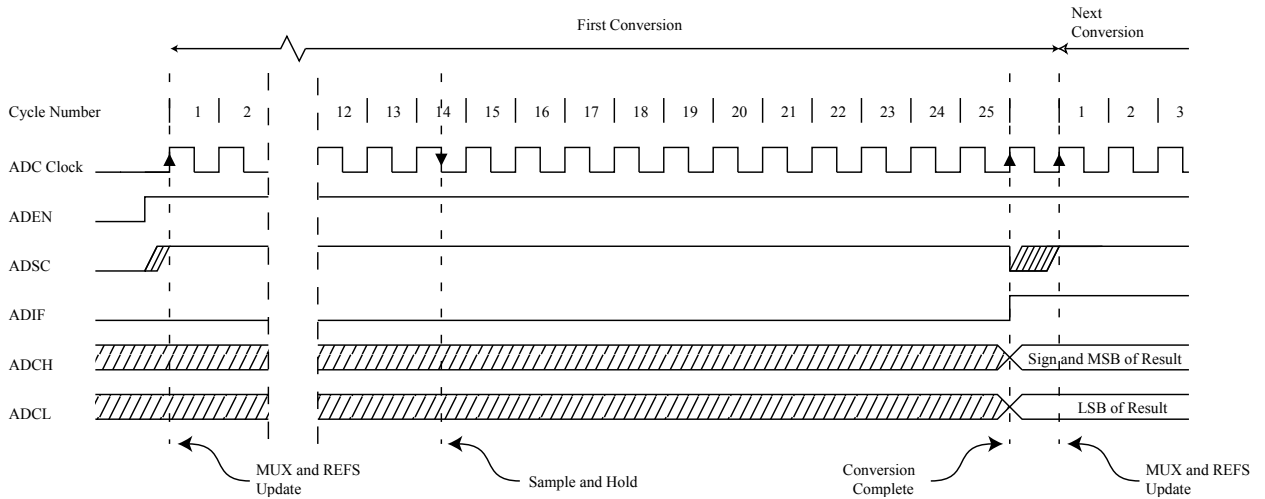 First Conversion
Next
Conversion
Cycle Number 1 2 12 13 14 15 16 17 18 19 20 21 22 23 24 25 1 2 3
ADC Clock
ADEN
ADSC
ADIF
ADCH Sign and MSB of Result
ADCL LSB of Result
MUX and REFS
Update
Sample and Hold
Conversion
Complete
MUX and REFS
Update